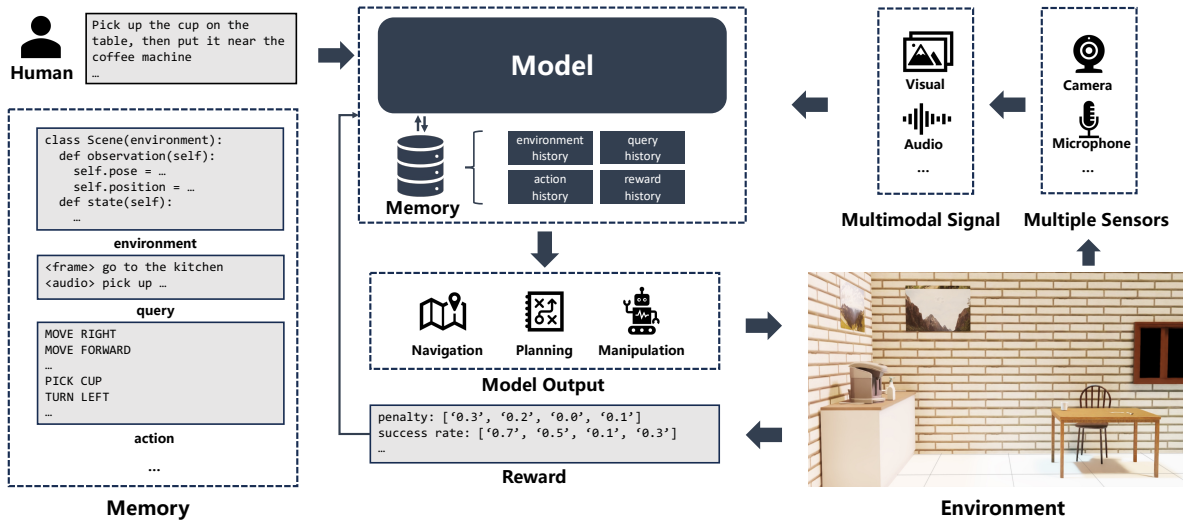 Human
Pick up the cup on the
table, then put it near the
coffee machine
…
class Scene(environment):
def observation(self):
self.pose = …
self.position = …
def state(self):
…
environment
<frame> go to the kitchen
<audio> pick up …
query
MOVE RIGHT
MOVE FORWARD
…
PICK CUP
TURN LEFT
…
action
…
Memory
Model
Memory
environment
history
query
history
action
history
reward
history
Navigation
Planning
Manipulation
Model Output
penalty: [‘0.3’, ‘0.2’, ‘0.0’, ‘0.1’]
success rate: [‘0.7’, ‘0.5’, ‘0.1’, ‘0.3’]
…
Reward
Visual
Audio
…
Multimodal Signal
Camera
Microphone
…
Multiple Sensors
Environment